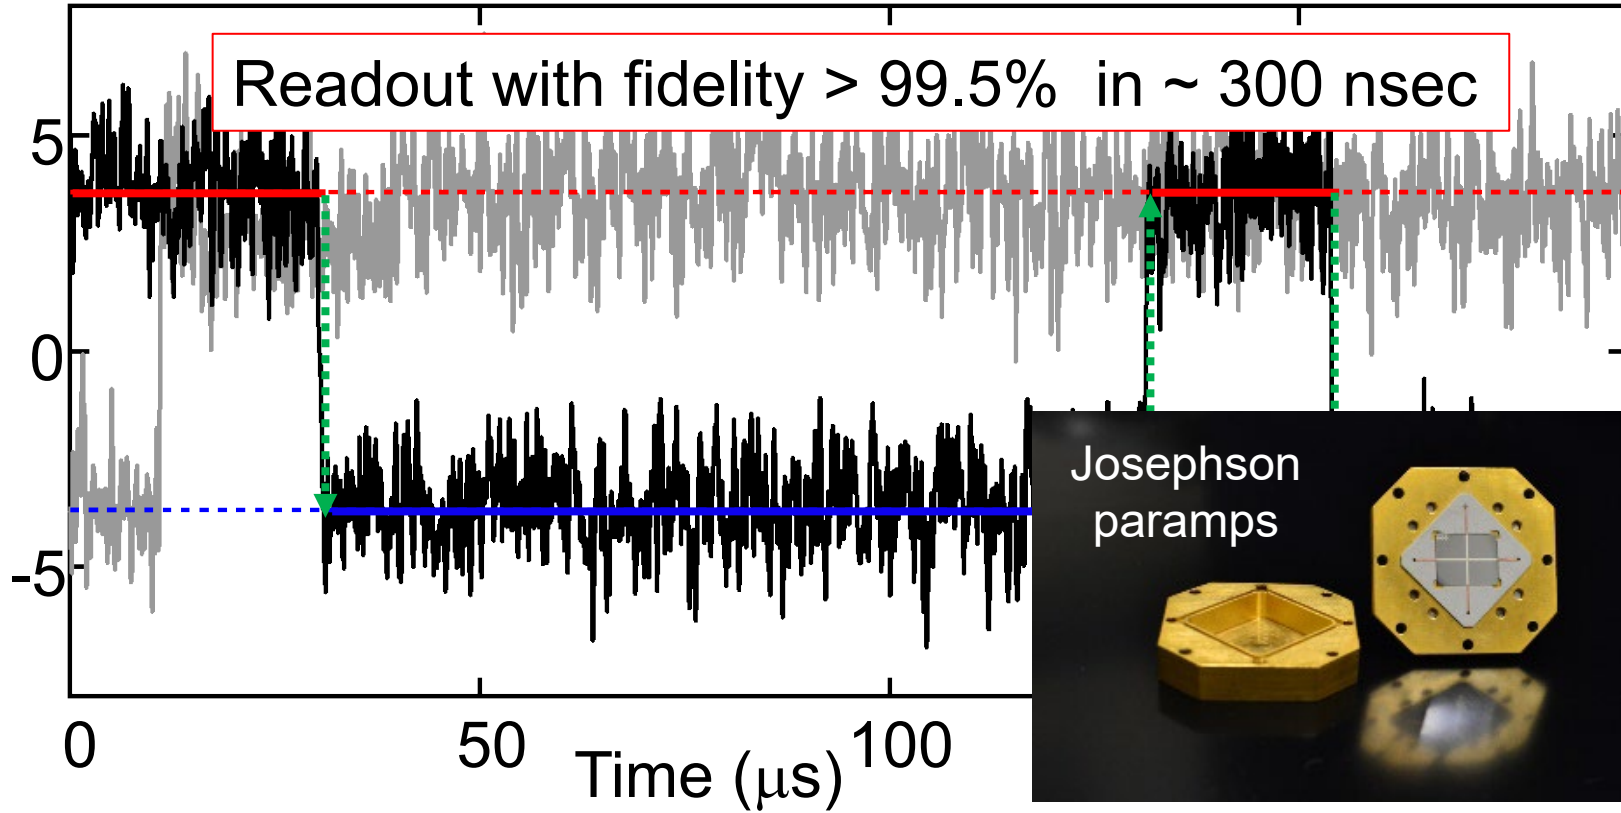 Readout with fidelity > 99.5% in ~ 300 nsec
5
0
-5
Josephson
paramps
0
50
100
Time (μs)